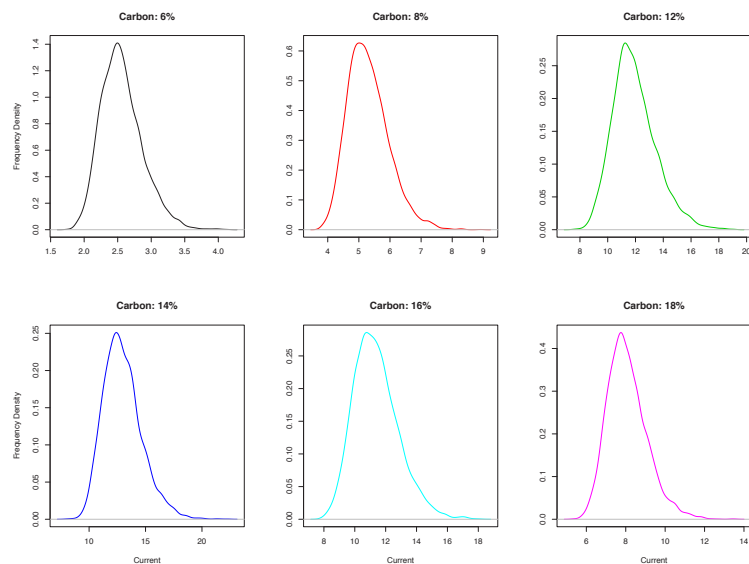 Carbon: 6%
Carbon: 8%
Carbon: 12%
Frequency Density
0.0 0.2 0.4 0.6 0.8 1.0 1.2 1.4
1.5 2.0 2.5 3.0 3.5 4.0
0.0 0.1 0.2 0.3 0.4 0.5 0.6
4 5 6 7 8 9
0.00 0.05 0.10 0.15 0.20 0.25
8 10 12 14 16 18 20
Carbon: 14%
Carbon: 16%
Carbon: 18%
Frequency Density
0.00 0.05 0.10 0.15 0.20 0.25
10 15 20
Current
0.00 0.05 0.10 0.15 0.20 0.25
8 10 12 14 16 18
Current
0.0 0.1 0.2 0.3 0.4
6 8 10 12 14
Current